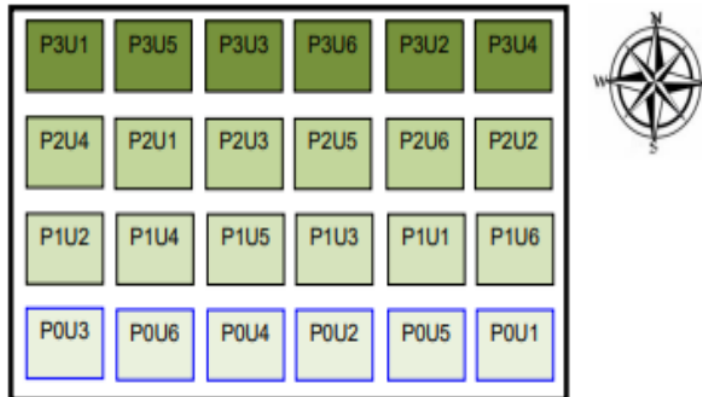 P3U1 P3U5 P3U3 P3U6 P3U2 P3U4
N
W
S
P2U4 P2U1 P2U3 P2U5 P2U6 P2U2
P1U2 P1U4 P1U5 P1U3 P1U1 P1U6
P0U3 P0U6 P0U4 P0U2 P0U5 P0U1